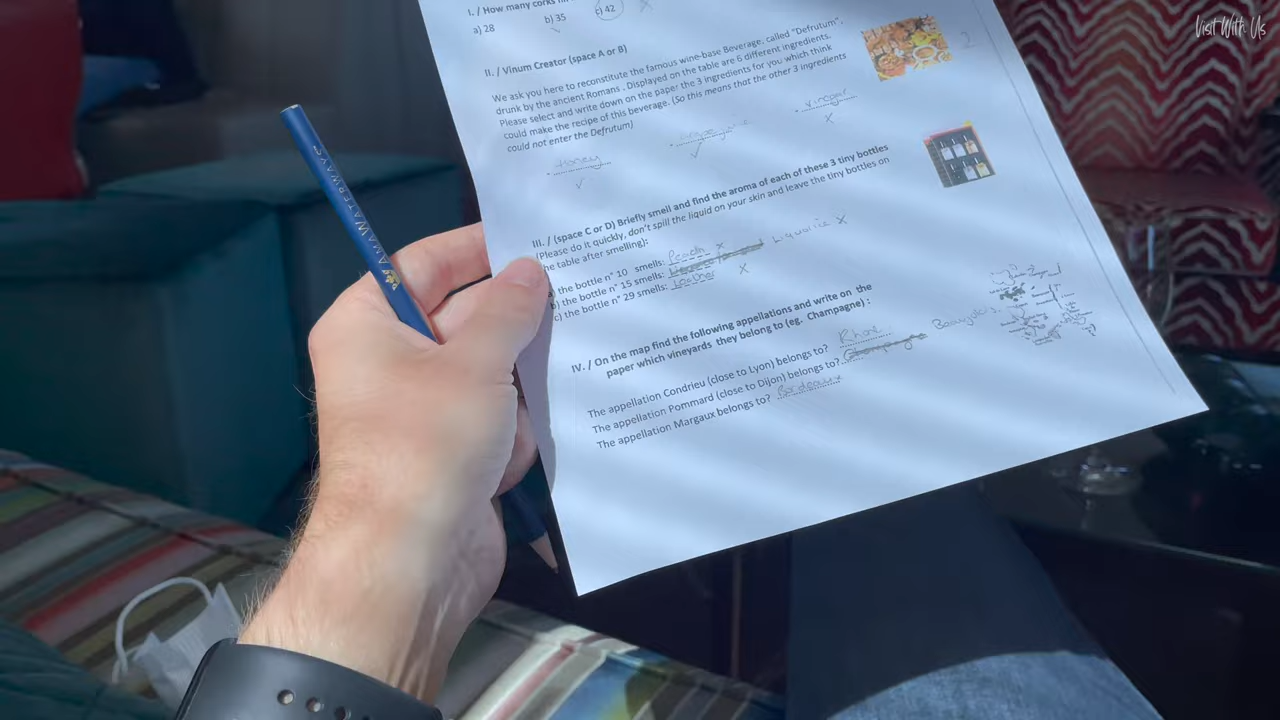 Visit With Us
I. / How many corks
a) 28 b) 35 c) 42
II. / Vinum Creator (space A or B)
We ask you here to reconstitute the famous wine-base Beverage, called "Defrutum",
drunk by the ancient Romans . Displayed on the table are 6 different ingredients.
Please select and write down on the paper the 3 ingredients for you which think
could make the recipe of this beverage. (So this means that the other 3 ingredients
could not enter the Defrutum)
2
Honey
Vinegar
III. / (space C or D) Briefly smell and find the aroma of each of these 3 tiny bottles
(Please do it quickly, don't spill the liquid on your skin and leave the tiny bottles on
the table after smelling):
the bottle n° 10 smells: Peach X
b) the bottle n° 15 smells: Liquorice X
c) the bottle n° 29 smells: Leather X
IV. / On the map find the following appellations and write on the
paper which vineyards they belong to (eg. Champagne) :
The appellation Condrieu (close to Lyon) belongs to? Rhone
The appellation Pommard (close to Dijon) belongs to? Beaujolais
The appellation Margaux belongs to? Bordeaux
AMAWATERWAYS